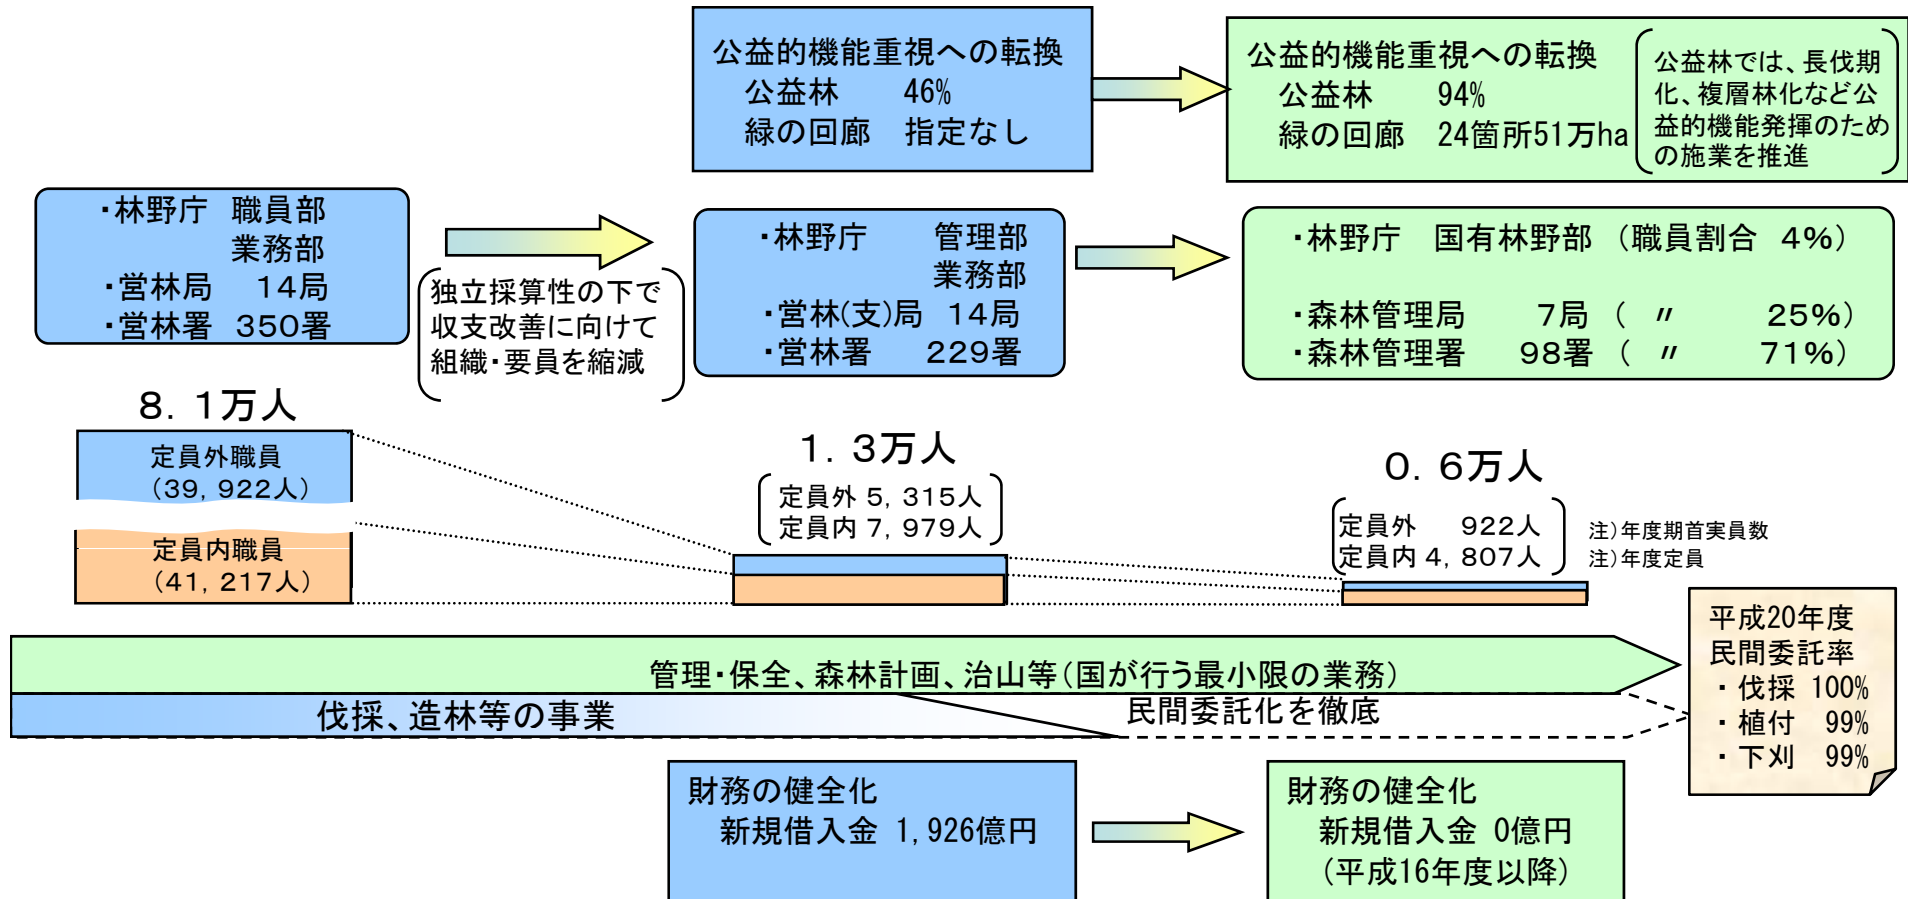 公益的機能重視への転換
公益林 46%
緑の回廊 指定なし
公益的機能重視への転換
公益林 94%
緑の回廊 24箇所51万ha
公益林では、長伐期
化、複層林化など公
益的機能発揮のため
の施業を推進
・林野庁 職員部
業務部
・営林局 14局
・営林署 350署
独立採算性の下で
収支改善に向けて
組織・要員を縮減
・林野庁 管理部
業務部
・営林(支)局 14局
・営林署 229署
・林野庁 国有林野部 (職員割合 4%)
・森林管理局 7局 ( 〃 25%)
・森林管理署 98署 ( 〃 71%)
8.1万人
定員外職員
(39,922人)
定員内職員
(41,217人)
1.3万人
定員外 5,315人
定員内 7,979人
0.6万人
定員外 922人
定員内 4,807人
注)年度期首実員数
注)年度定員
管理・保全、森林計画、治山等(国が行う最小限の業務)
伐採、造林等の事業
民間委託化を徹底
平成20年度
民間委託率
・伐採 100%
・植付 99%
・下刈 99%
財務の健全化
新規借入金 1,926億円
財務の健全化
新規借入金 0億円
(平成16年度以降)